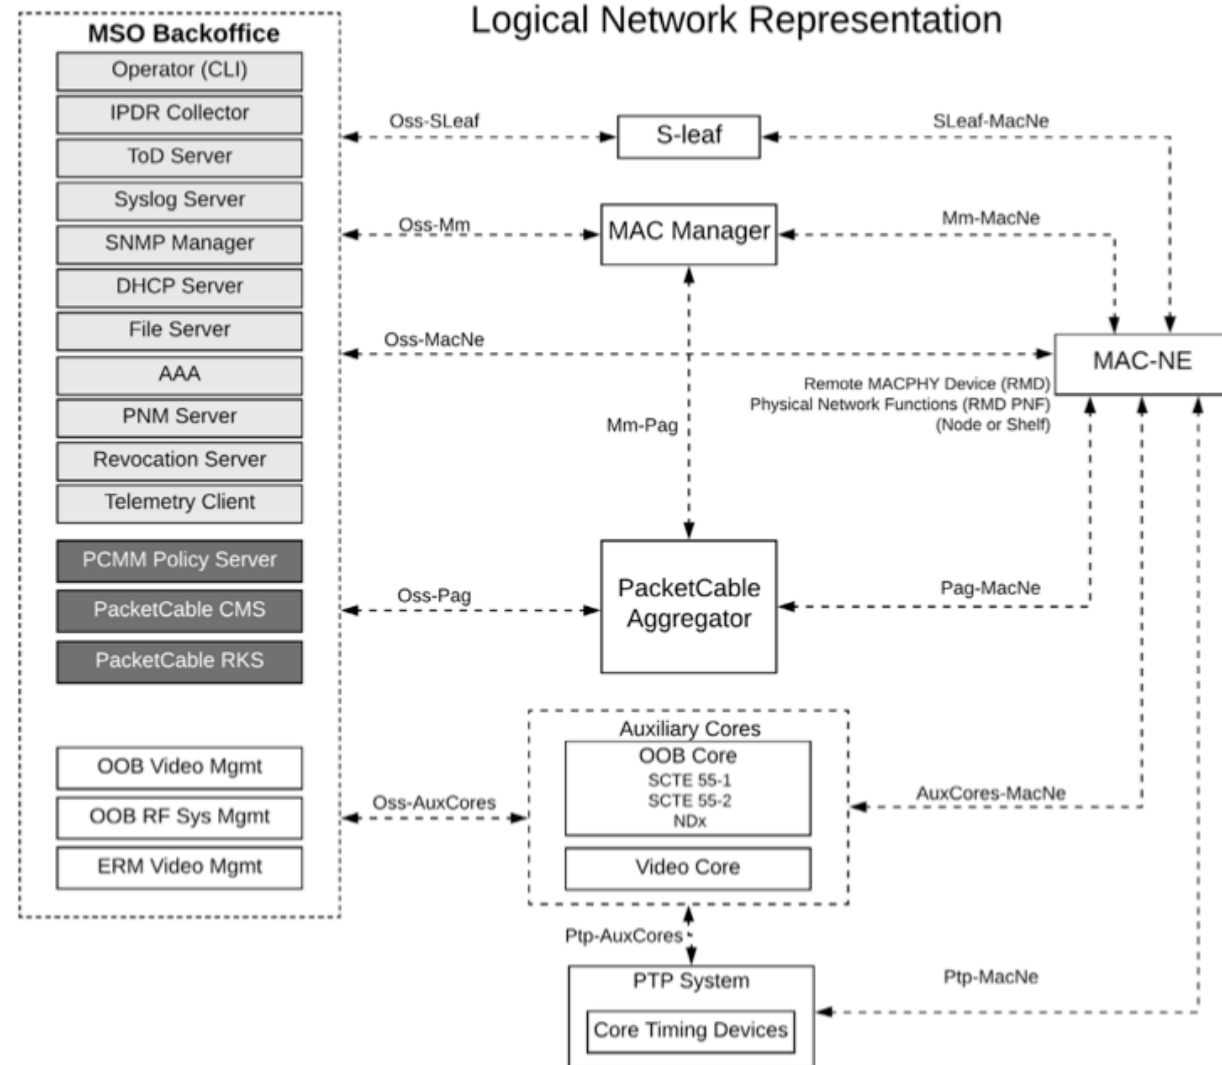 Logical Network Representation
MSO Backoffice
Operator (CLI)
IPDR Collector
ToD Server
Syslog Server
SNMP Manager
DHCP Server
File Server
AAA
PNM Server
Revocation Server
Telemetry Client
PCMM Policy Server
PacketCable CMS
PacketCable RKS
OOB Video Mgmt
OOB RF Sys Mgmt
ERM Video Mgmt
Oss-SLeaf
S-leaf
SLeaf-MacNe
Oss-Mm
MAC Manager
Mm-MacNe
Oss-MacNe
MAC-NE
Remote MACPHY Device (RMD)
Physical Network Functions (RMD PNF)
(Node or Shelf)
Mm-Pag
Oss-Pag
PacketCable
Aggregator
Pag-MacNe
Auxiliary Cores
OOB Core
SCTE 55-1
SCTE 55-2
NDx
Video Core
Oss-AuxCores
AuxCores-MacNe
Ptp-AuxCores
PTP System
Core Timing Devices
Ptp-MacNe